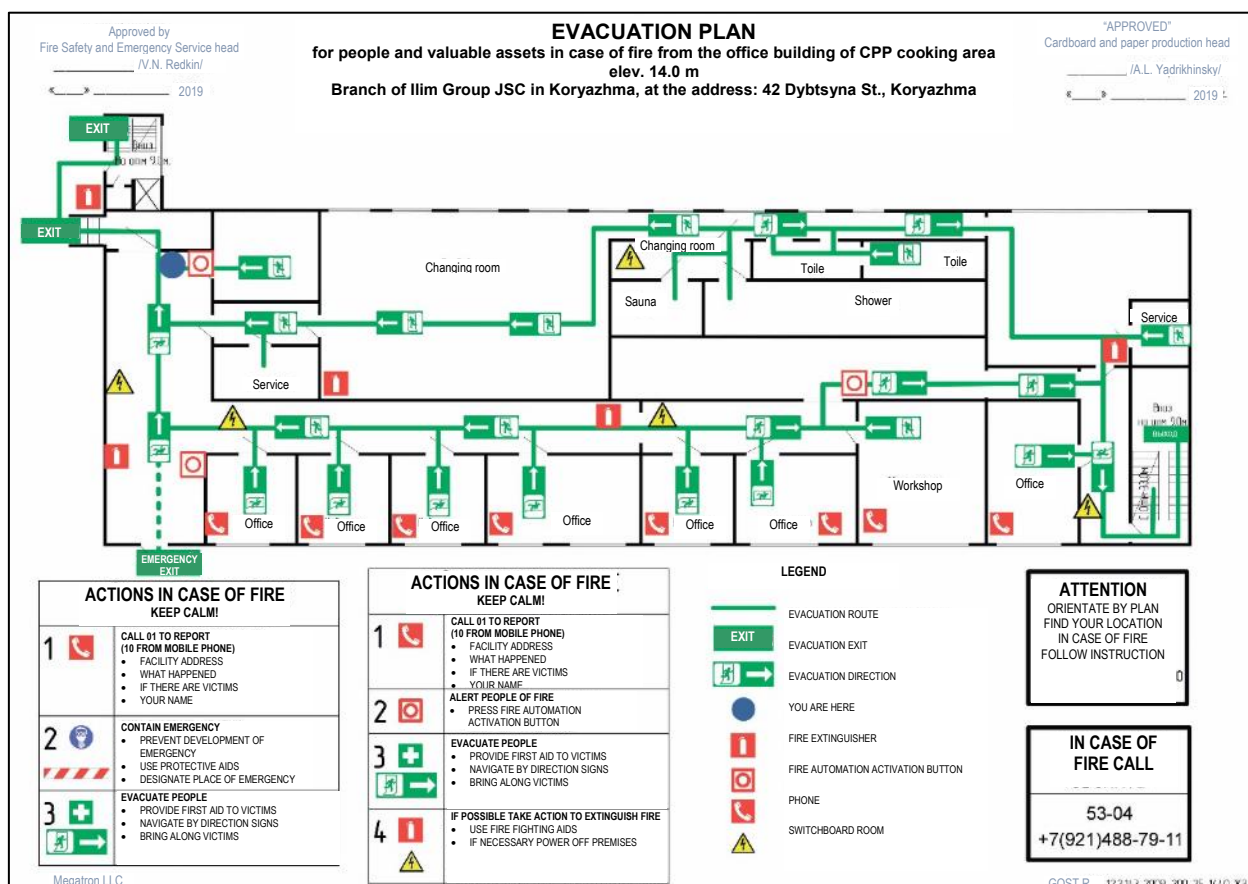 Approved by
Fire Safety and Emergency Service head
/V.N. Redkin/
«____» ____________ 2019
EVACUATION PLAN
for people and valuable assets in case of fire from the office building of CPP cooking area
elev. 14.0 m
Branch of Ilim Group JSC in Koryazhma, at the address: 42 Dybtsyna St., Koryazhma
“APPROVED”
Cardboard and paper production head
/A.L. Yadrikhinsky/
«____» ____________ 2019
EXIT
EXIT
Changing room
Changing room
Toile
Toile
Sauna
Shower
Service
Service
ВЫХОД
Office
Office
Office
Office
Office
Office
Workshop
Office
EMERGENCY
EXIT
ACTIONS IN CASE OF FIRE
KEEP CALM!
1
CALL 01 TO REPORT
(10 FROM MOBILE PHONE)
• FACILITY ADDRESS
• WHAT HAPPENED
• IF THERE ARE VICTIMS
• YOUR NAME
2
CONTAIN EMERGENCY
• PREVENT DEVELOPMENT OF
EMERGENCY
• USE PROTECTIVE AIDS
• DESIGNATE PLACE OF EMERGENCY
3
EVACUATE PEOPLE
• PROVIDE FIRST AID TO VICTIMS
• NAVIGATE BY DIRECTION SIGNS
• BRING ALONG VICTIMS
Megatron LLC
ACTIONS IN CASE OF FIRE
KEEP CALM!
1
CALL 01 TO REPORT
(10 FROM MOBILE PHONE)
• FACILITY ADDRESS
• WHAT HAPPENED
• IF THERE ARE VICTIMS
• YOUR NAME
2
ALERT PEOPLE OF FIRE
• PRESS FIRE AUTOMATION
ACTIVATION BUTTON
3
EVACUATE PEOPLE
• PROVIDE FIRST AID TO VICTIMS
• NAVIGATE BY DIRECTION SIGNS
• BRING ALONG VICTIMS
4
IF POSSIBLE TAKE ACTION TO EXTINGUISH FIRE
• USE FIRE FIGHTING AIDS
• IF NECESSARY POWER OFF PREMISES
LEGEND
EVACUATION ROUTE
EXIT EVACUATION EXIT
EVACUATION DIRECTION
YOU ARE HERE
FIRE EXTINGUISHER
FIRE AUTOMATION ACTIVATION BUTTON
PHONE
SWITCHBOARD ROOM
ATTENTION
ORIENTATE BY PLAN
FIND YOUR LOCATION
IN CASE OF FIRE
FOLLOW INSTRUCTION
IN CASE OF
FIRE CALL
53-04
+7(921)488-79-11
GOST R